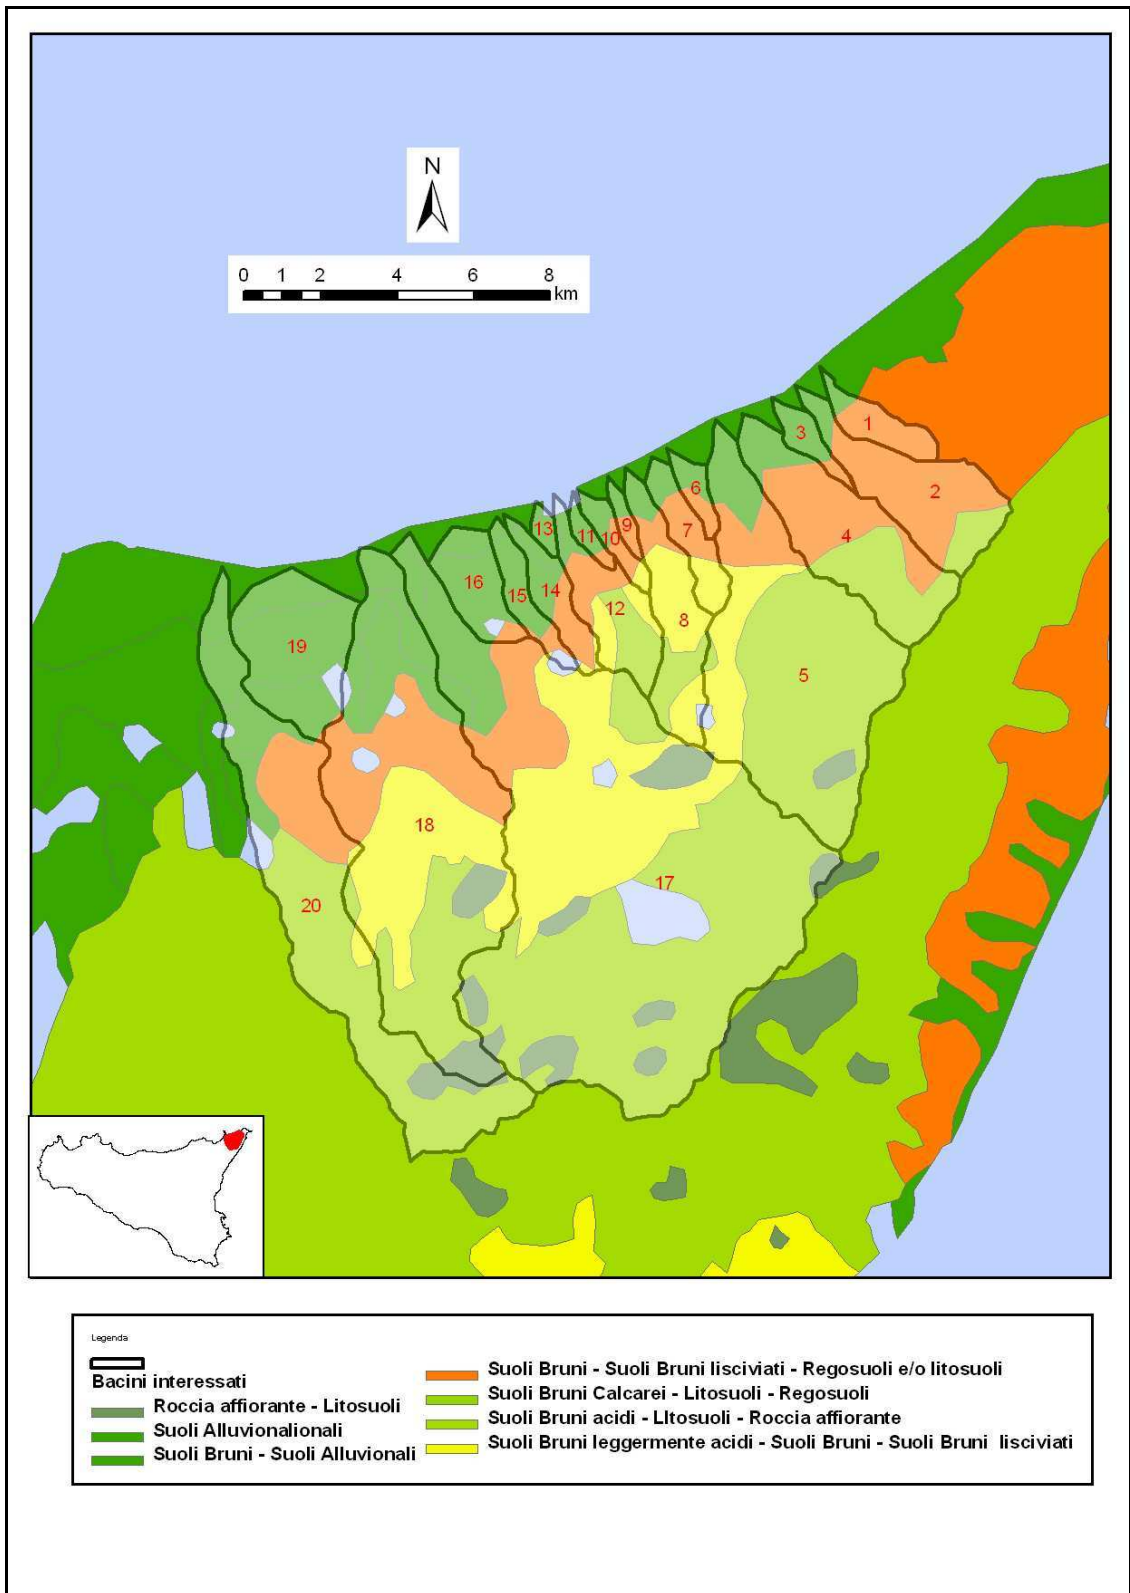 N
0 1 2 4 6 8
km
1
3
2
6
4
13
11
10
9
7
16
15
14
12
8
19
5
18
17
20
Legenda
Bacini interessati
Roccia affiorante - Litosuoli
Suoli Alluvionalionali
Suoli Bruni - Suoli Alluvionali
Suoli Bruni - Suoli Bruni lisciviati - Regosuoli e/o litosuoli
Suoli Bruni Calcarei - Litosuoli - Regosuoli
Suoli Bruni acidi - LItosuoli - Roccia affiorante
Suoli Bruni leggermente acidi - Suoli Bruni - Suoli Bruni lisciviati